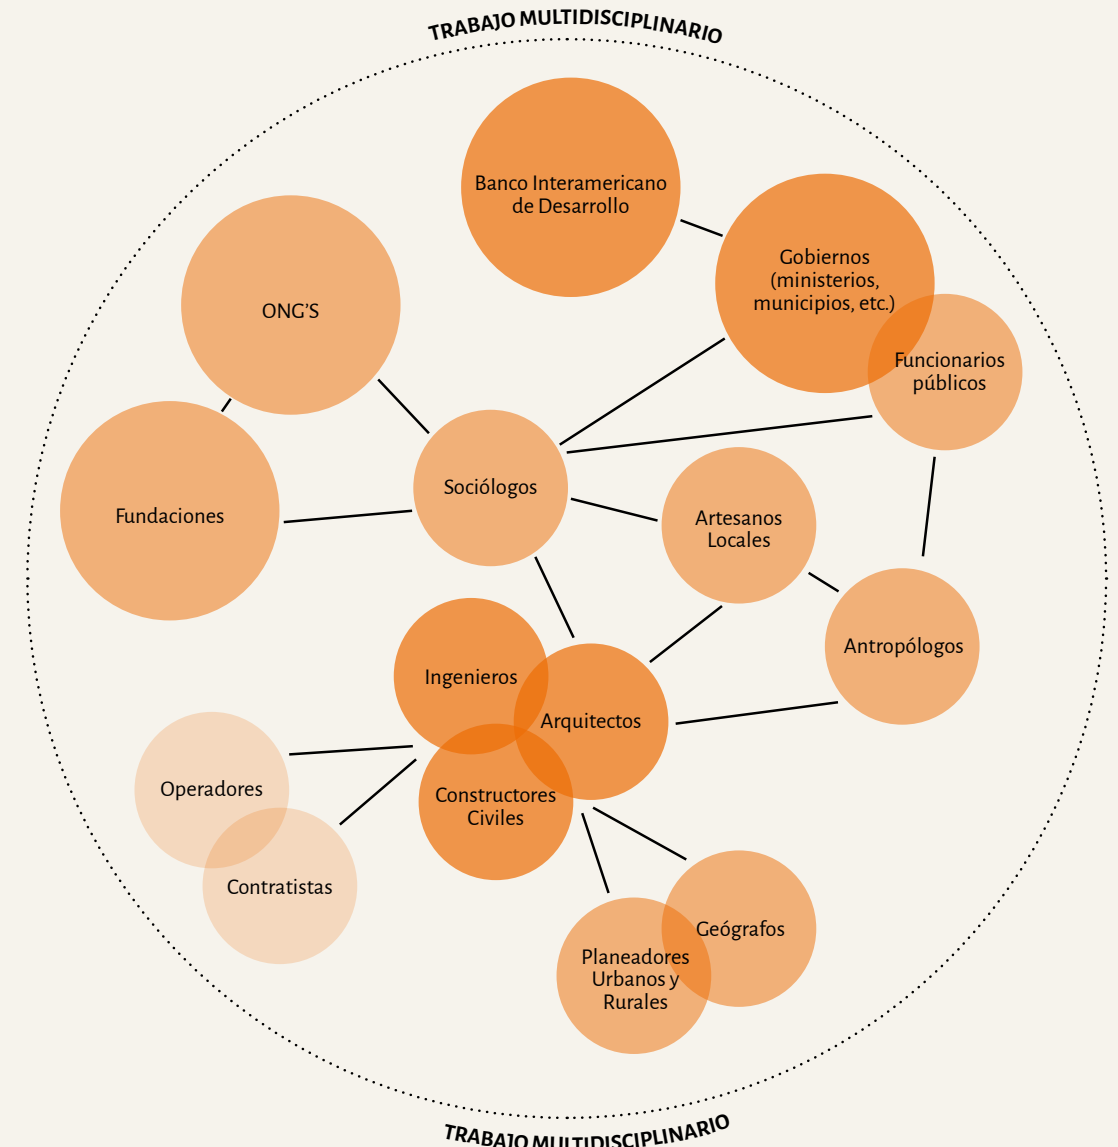 TRABAJO MULTIDISCIPLINARIO
Banco Interamericano
de Desarrollo
Gobiernos
(ministerios,
municipios, etc.)
ONG'S
Funcionarios
públicos
Sociólogos
Fundaciones
Artesanos
Locales
Antropólogos
Ingenieros
Arquitectos
Operadores
Constructores
Civiles
Contratistas
Geógrafos
Planeadores
Urbanos y
Rurales
TRABAJO MULTIDISCIPLINARIO